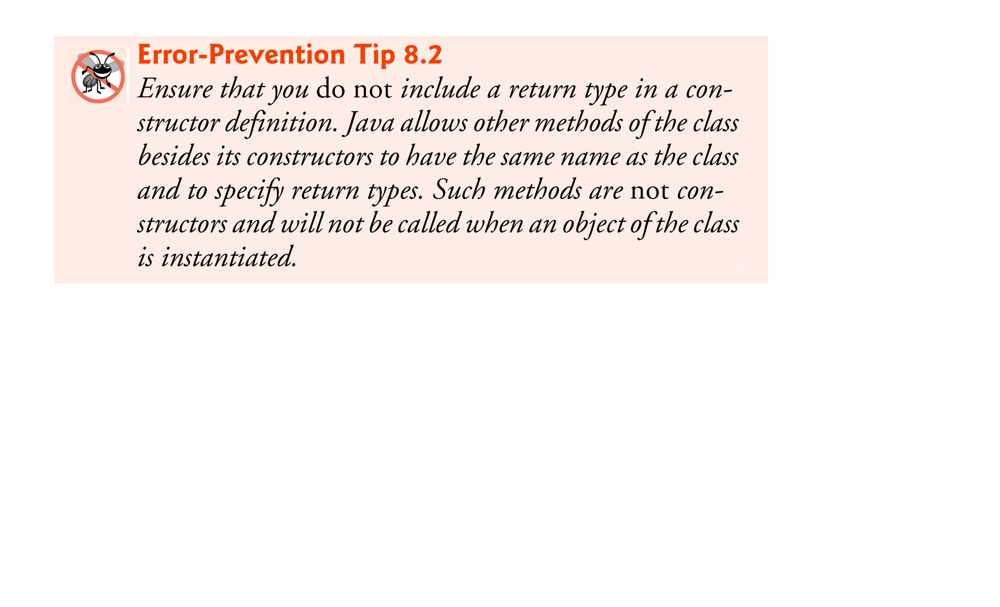 Error-Prevention Tip 8.2
Ensure that you do not include a return type in a con-
structor definition. Java allows other methods of the class
besides its constructors to have the same name as the class
and to specify return types. Such methods are not con-
structors and will not be called when an object of the class
is instantiated.